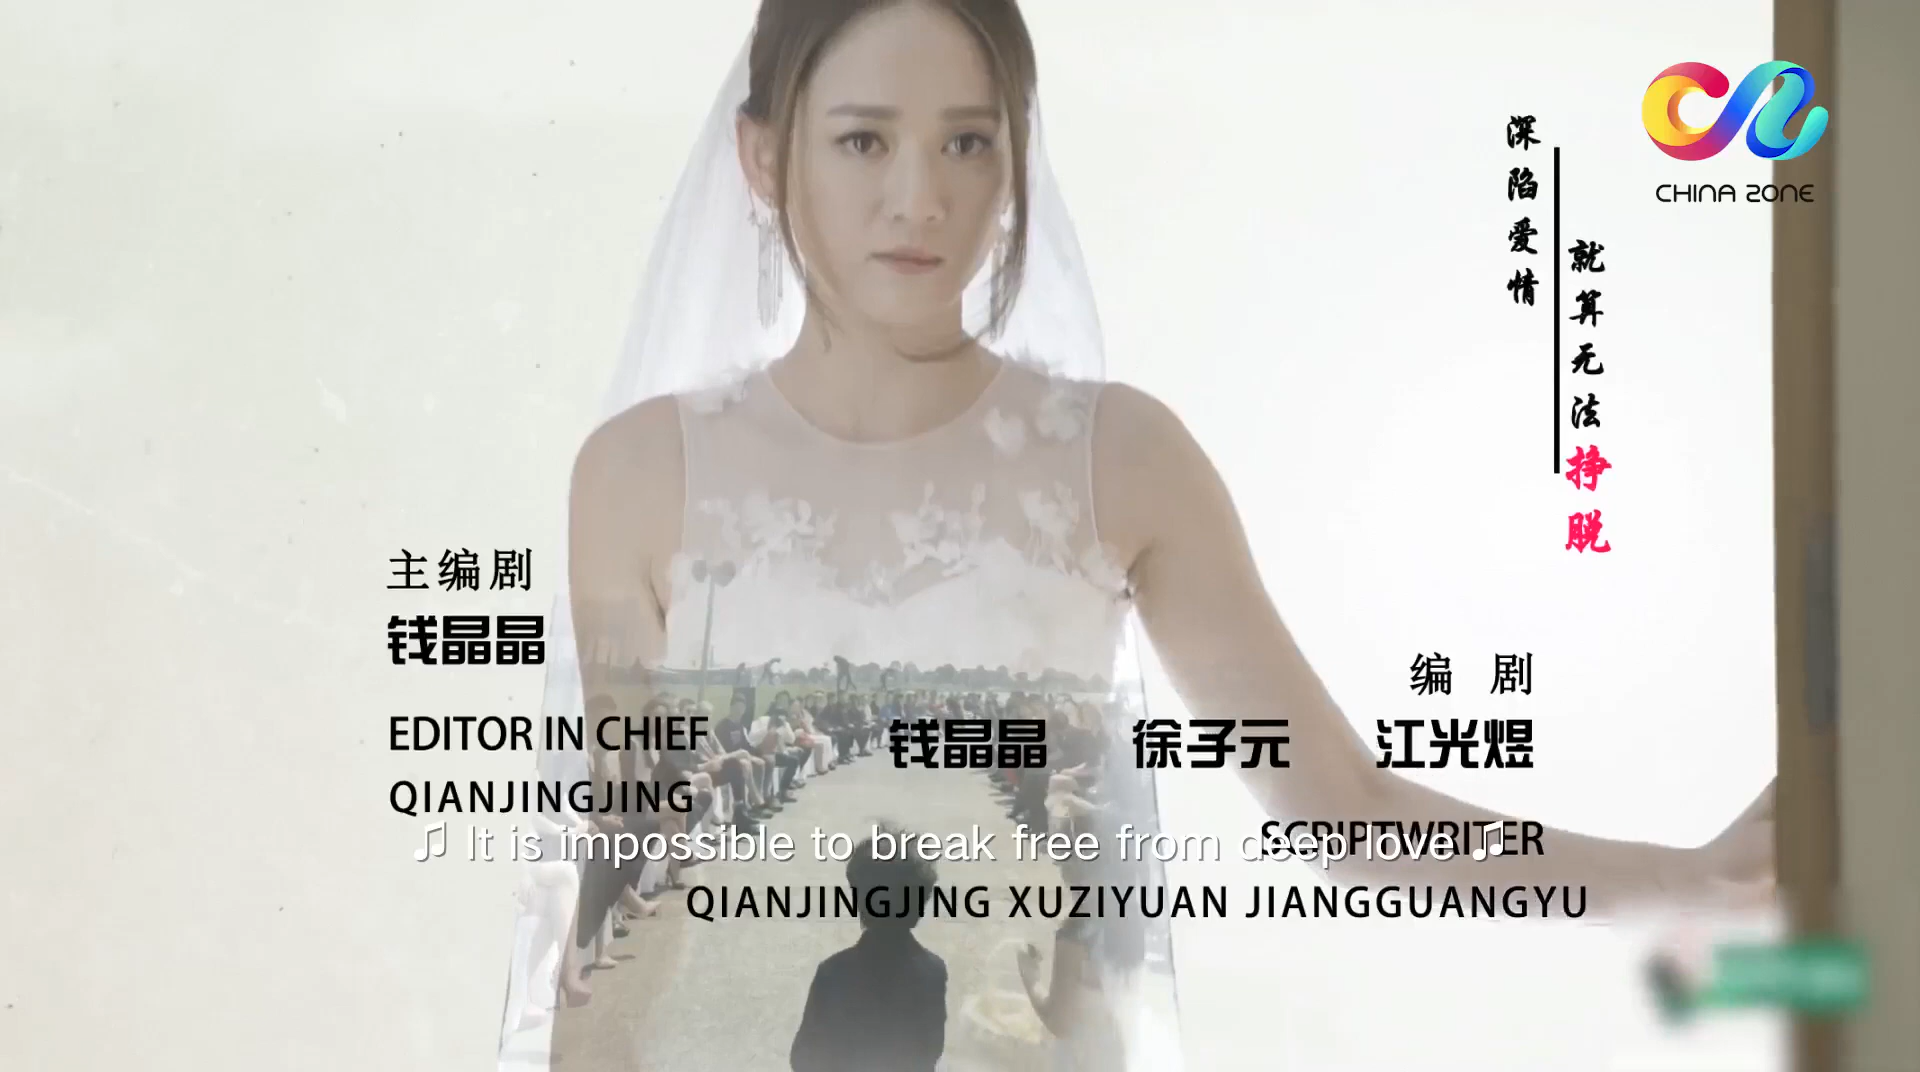 CHINA ZONE
深陷爱情
就算无法挣脱
主编剧
钱晶晶
EDITOR IN CHIEF
QIANJINGJING
编 剧
钱晶晶 徐子元 江光煜
SCRIPTWRITER
QIANJINGJING XUZIYUAN JIANGGUANGYU
♫ It is impossible to break free from deep love ♫